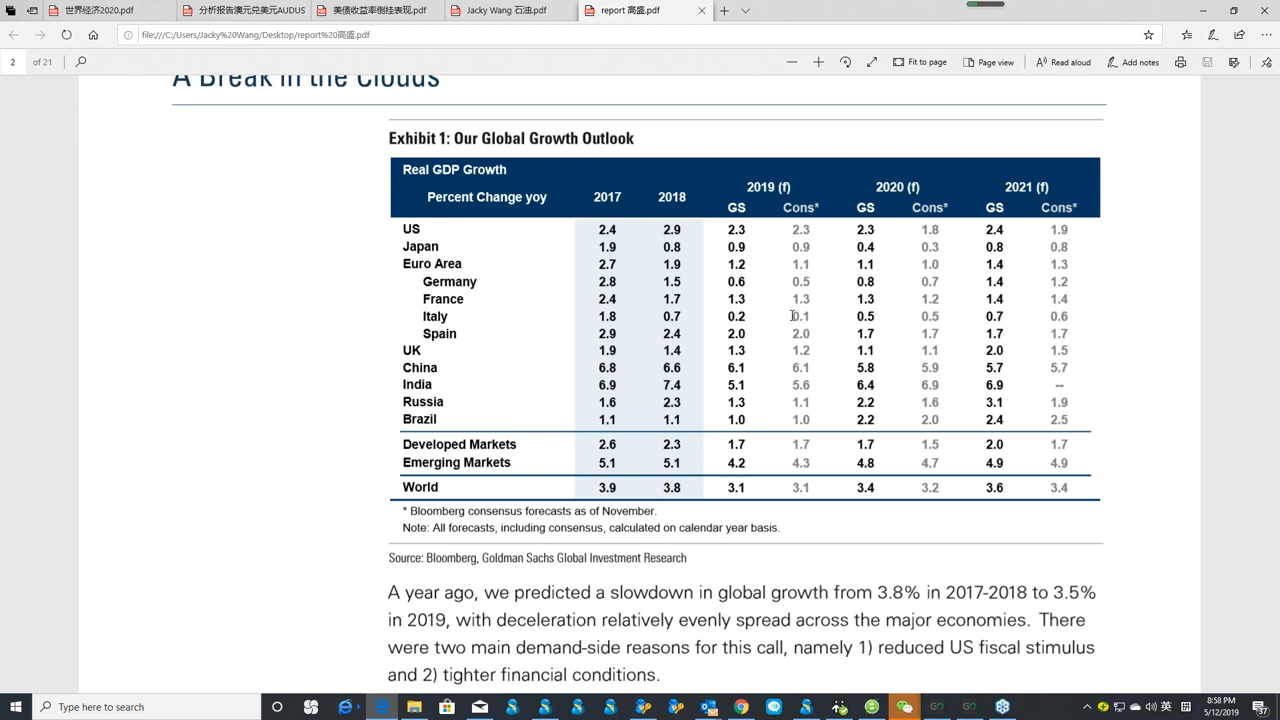 世界经济2020.pdf
分析报告澳元兑美元AUDUS
美债收益率倒挂表现.pdf
Jacky Wang 石油.pdf
report 高盛.pdf
file:///C:/Users/Jacky%20Wang/Desktop/report%20高盛.pdf
2 of 21
Fit to page
Page view
Read aloud
Add notes
A Break in the Clouds
Exhibit 1: Our Global Growth Outlook
Real GDP Growth
2019 (f) 2020 (f) 2021 (f)
Percent Change yoy 2017 2018
GS Cons* GS Cons* GS Cons*
US 2.4 2.9 2.3 2.3 2.3 1.8 2.4 1.9
Japan 1.9 0.8 0.9 0.9 0.4 0.3 0.8 0.8
Euro Area 2.7 1.9 1.2 1.1 1.1 1.0 1.4 1.3
Germany 2.8 1.5 0.6 0.5 0.8 0.7 1.4 1.2
France 2.4 1.7 1.3 1.3 1.3 1.2 1.4 1.4
Italy 1.8 0.7 0.2 0.1 0.5 0.5 0.7 0.6
Spain 2.9 2.4 2.0 2.0 1.7 1.7 1.7 1.7
UK 1.9 1.4 1.3 1.2 1.1 1.1 2.0 1.5
China 6.8 6.6 6.1 6.1 5.8 5.9 5.7 5.7
India 6.9 7.4 5.1 5.6 6.4 6.9 6.9 --
Russia 1.6 2.3 1.3 1.1 2.2 1.6 3.1 1.9
Brazil 1.1 1.1 1.0 1.0 2.2 2.0 2.4 2.5
Developed Markets 2.6 2.3 1.7 1.7 1.7 1.5 2.0 1.7
Emerging Markets 5.1 5.1 4.2 4.3 4.8 4.7 4.9 4.9
World 3.9 3.8 3.1 3.1 3.4 3.2 3.6 3.4
* Bloomberg consensus forecasts as of November.
Note: All forecasts, including consensus, calculated on calendar year basis.
Source: Bloomberg, Goldman Sachs Global Investment Research
A year ago, we predicted a slowdown in global growth from 3.8% in 2017-2018 to 3.5%
in 2019, with deceleration relatively evenly spread across the major economies. There
were two main demand-side reasons for this call, namely 1) reduced US fiscal stimulus
and 2) tighter financial conditions.
Type here to search
英
8:58 PM
5/12/2019